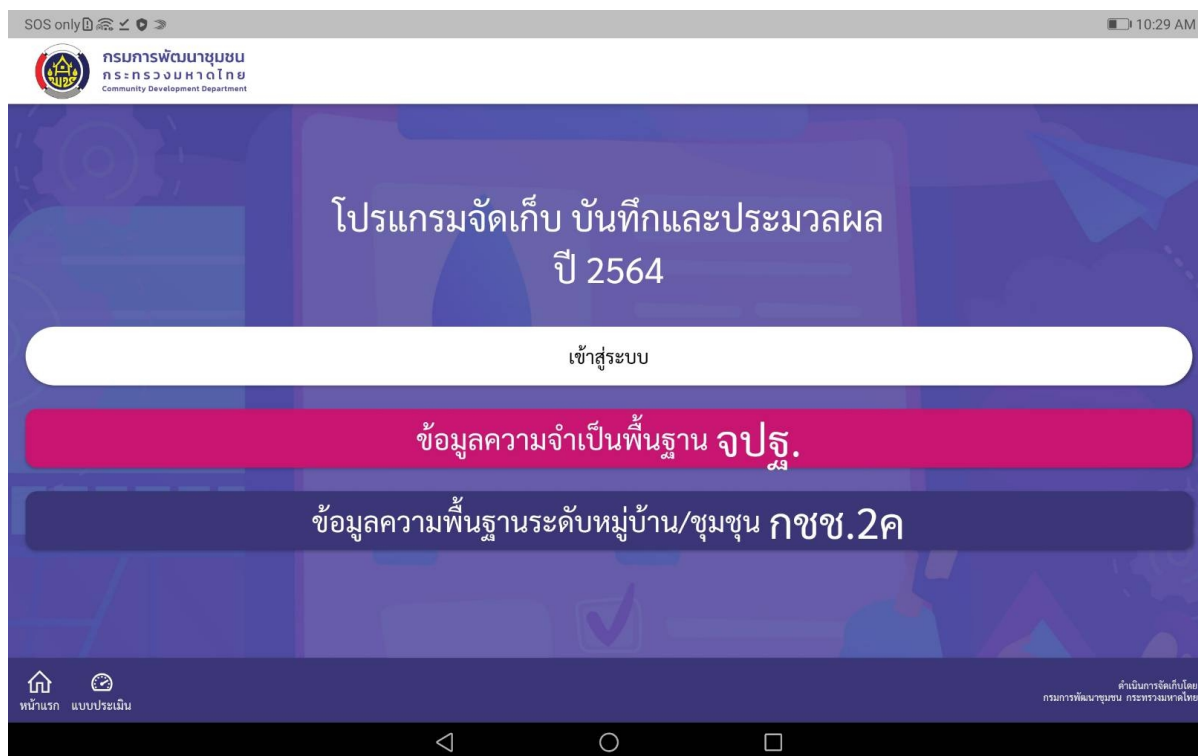 SOS only 10:29 AM
กรมการพัฒนาชุมชน
กระทรวงมหาดไทย
Community Development Department
โปรแกรมจัดเก็บ บันทึกและประมวลผล
ปี 2564
เข้าสู่ระบบ
ข้อมูลความจำเป็นพื้นฐาน จปฐ.
ข้อมูลความพื้นฐานระดับหมู่บ้าน/ชุมชุน กชช.2ค
หน้าแรก แบบประเมิน
ดำเนินการจัดเก็บโดย
กรมการพัฒนาชุมชน กระทรวงมหาดไทย